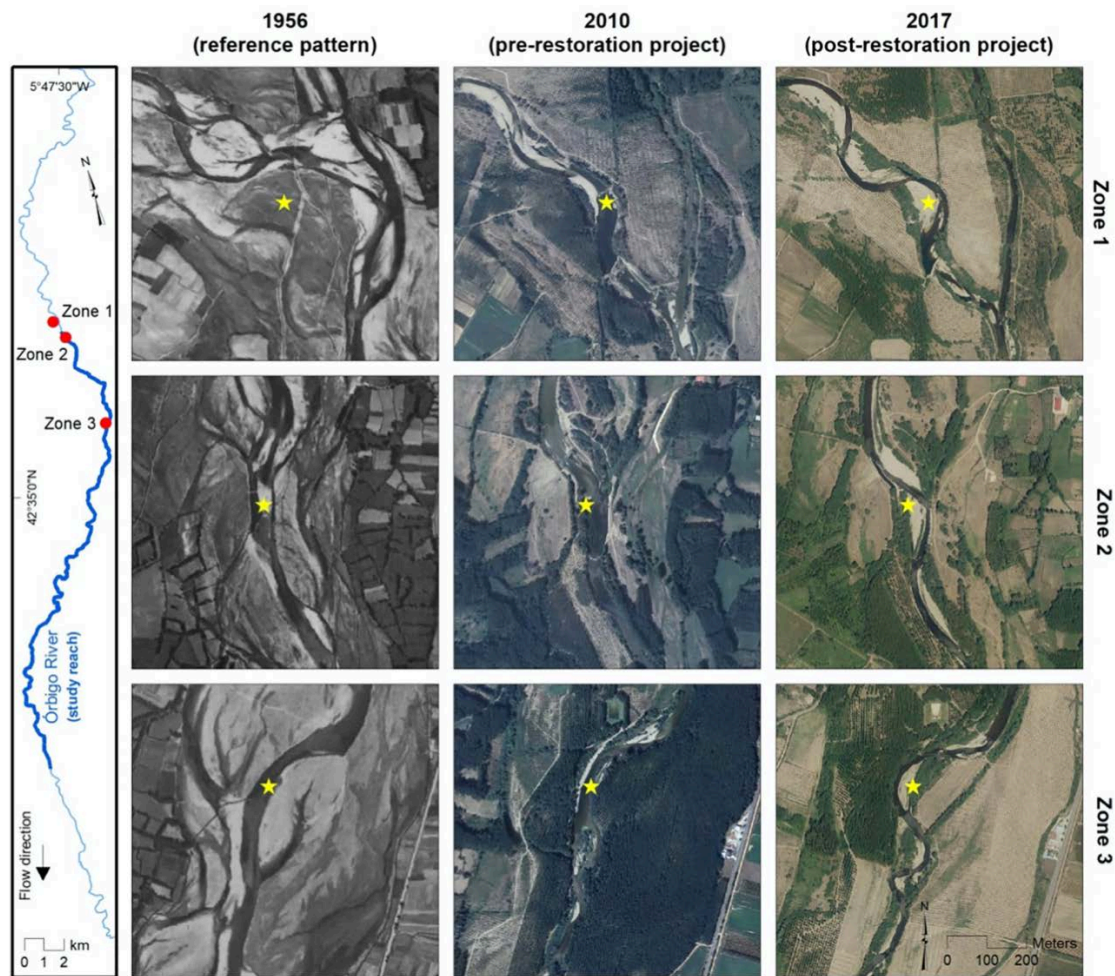 1956
(reference pattern)
2010
(pre-restoration project)
2017
(post-restoration project)
5°47'30"W
N
Zone 1
Zone 2
Zone 3
42°35'0"N
Órbigo River
(study reach)
Flow direction
0 1 2 km
Zone 1
Zone 2
Zone 3
N
Meters
0 100 200